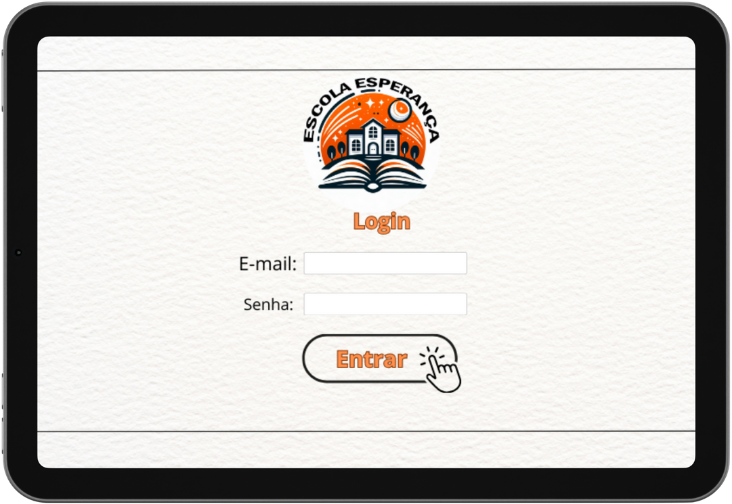 ESCOLA ESPERANÇA
Login
E-mail:
Senha:
Entrar